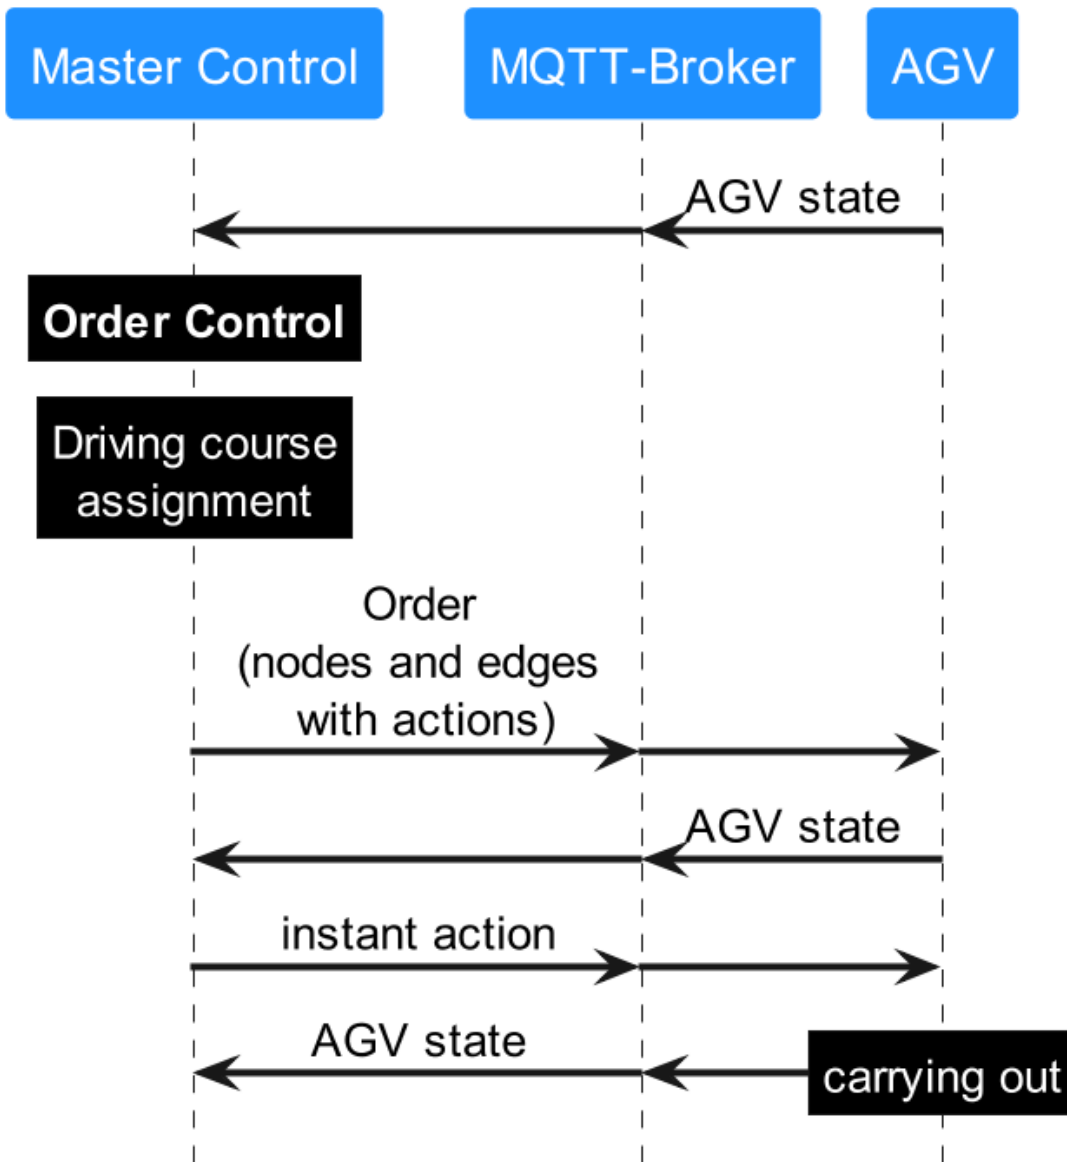 Master Control
MQTT-Broker
AGV
AGV state
Order Control
Driving course
assignment
Order
(nodes and edges
with actions)
AGV state
instant action
AGV state
carrying out